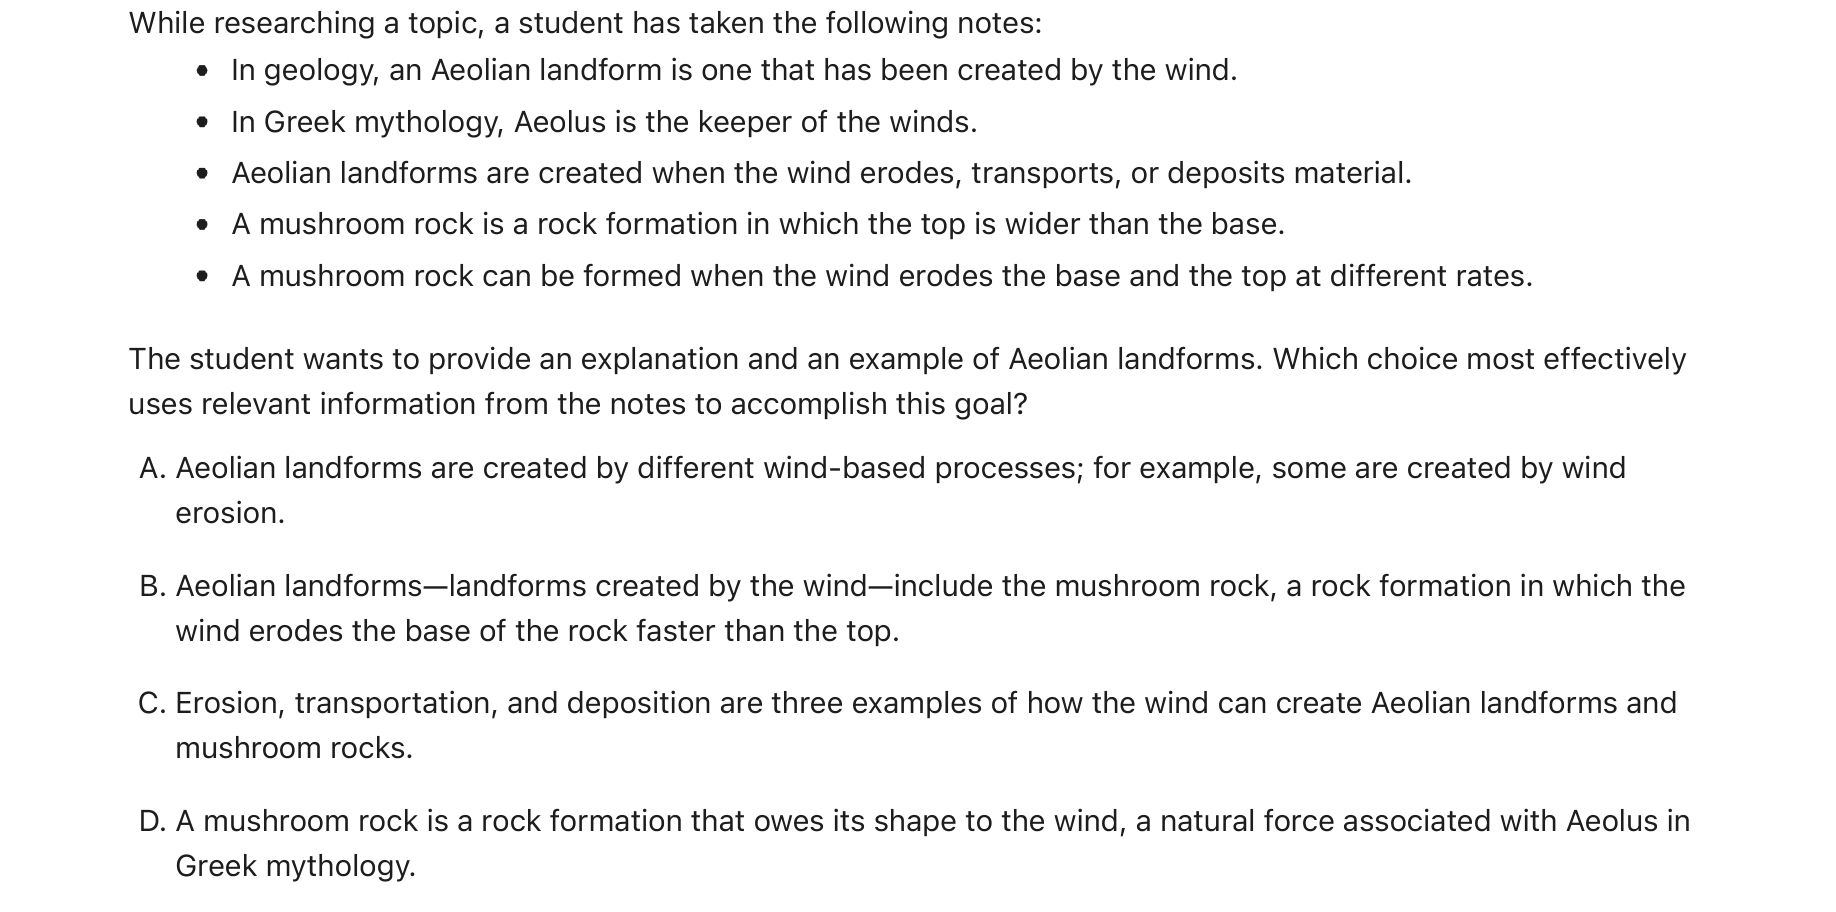 While researching a topic, a student has taken the following notes:
• In geology, an Aeolian landform is one that has been created by the wind.
• In Greek mythology, Aeolus is the keeper of the winds.
• Aeolian landforms are created when the wind erodes, transports, or deposits material.
• A mushroom rock is a rock formation in which the top is wider than the base.
• A mushroom rock can be formed when the wind erodes the base and the top at different rates.
The student wants to provide an explanation and an example of Aeolian landforms. Which choice most effectively
uses relevant information from the notes to accomplish this goal?
A. Aeolian landforms are created by different wind-based processes; for example, some are created by wind
erosion.
B. Aeolian landforms—landforms created by the wind—include the mushroom rock, a rock formation in which the
wind erodes the base of the rock faster than the top.
C. Erosion, transportation, and deposition are three examples of how the wind can create Aeolian landforms and
mushroom rocks.
D. A mushroom rock is a rock formation that owes its shape to the wind, a natural force associated with Aeolus in
Greek mythology.